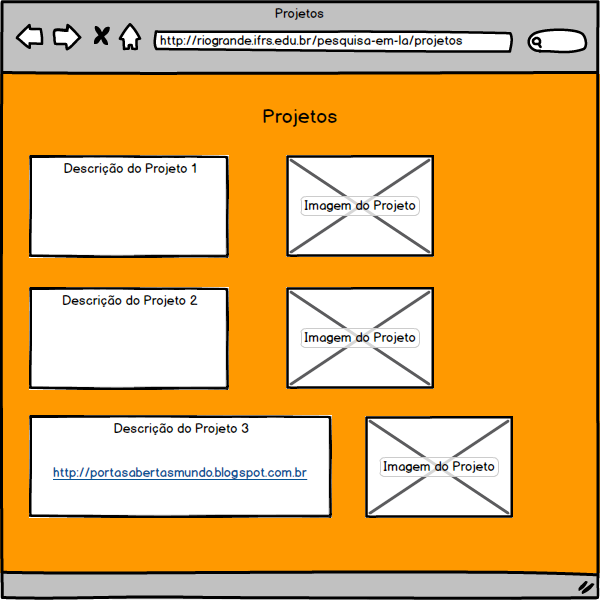 Projetos
http://riogrande.ifrs.edu.br/pesquisa-em-la/projetos
Projetos
Descrição do Projeto 1
Imagem do Projeto
Descrição do Projeto 2
Imagem do Projeto
Descrição do Projeto 3
http://portasabertasmundo.blogspot.com.br
Imagem do Projeto